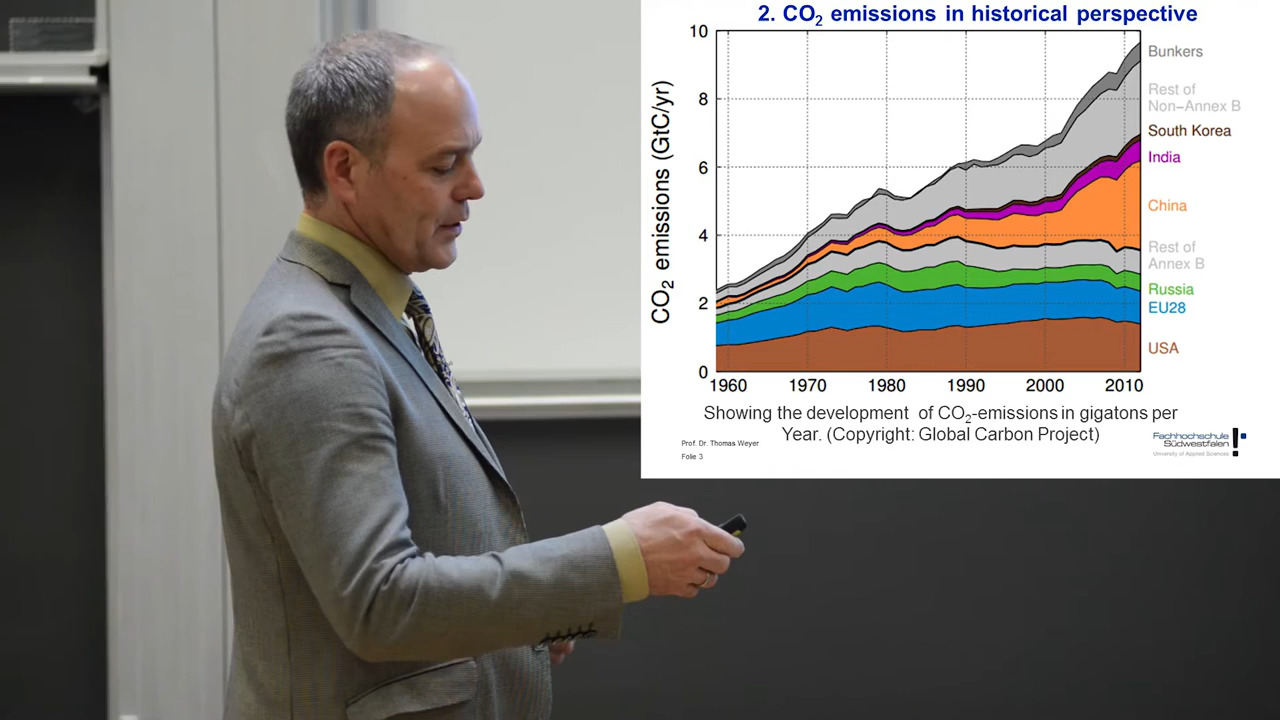 2. CO₂ emissions in historical perspective
CO₂ emissions (GtC/yr)
10
8
6
4
2
0
1960 1970 1980 1990 2000 2010
Bunkers
Rest of
Non−Annex B
South Korea
India
China
Rest of
Annex B
Russia
EU28
USA
Showing the development of CO₂-emissions in gigatons per
Year. (Copyright: Global Carbon Project)
Prof. Dr. Thomas Weyer
Folie 3
Fachhochschule
Südwestfalen
University of Applied Sciences